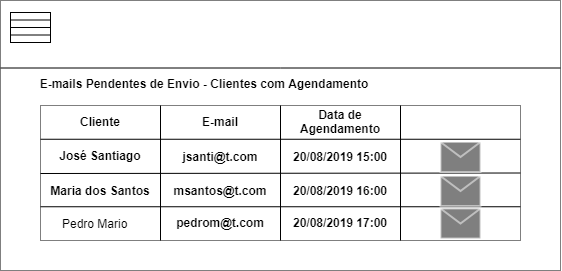 E-mails Pendentes de Envio - Clientes com Agendamento
Cliente E-mail Data de
Agendamento
José Santiago jsanti@t.com 20/08/2019 15:00
Maria dos Santos msantos@t.com 20/08/2019 16:00
Pedro Mario pedrom@t.com 20/08/2019 17:00